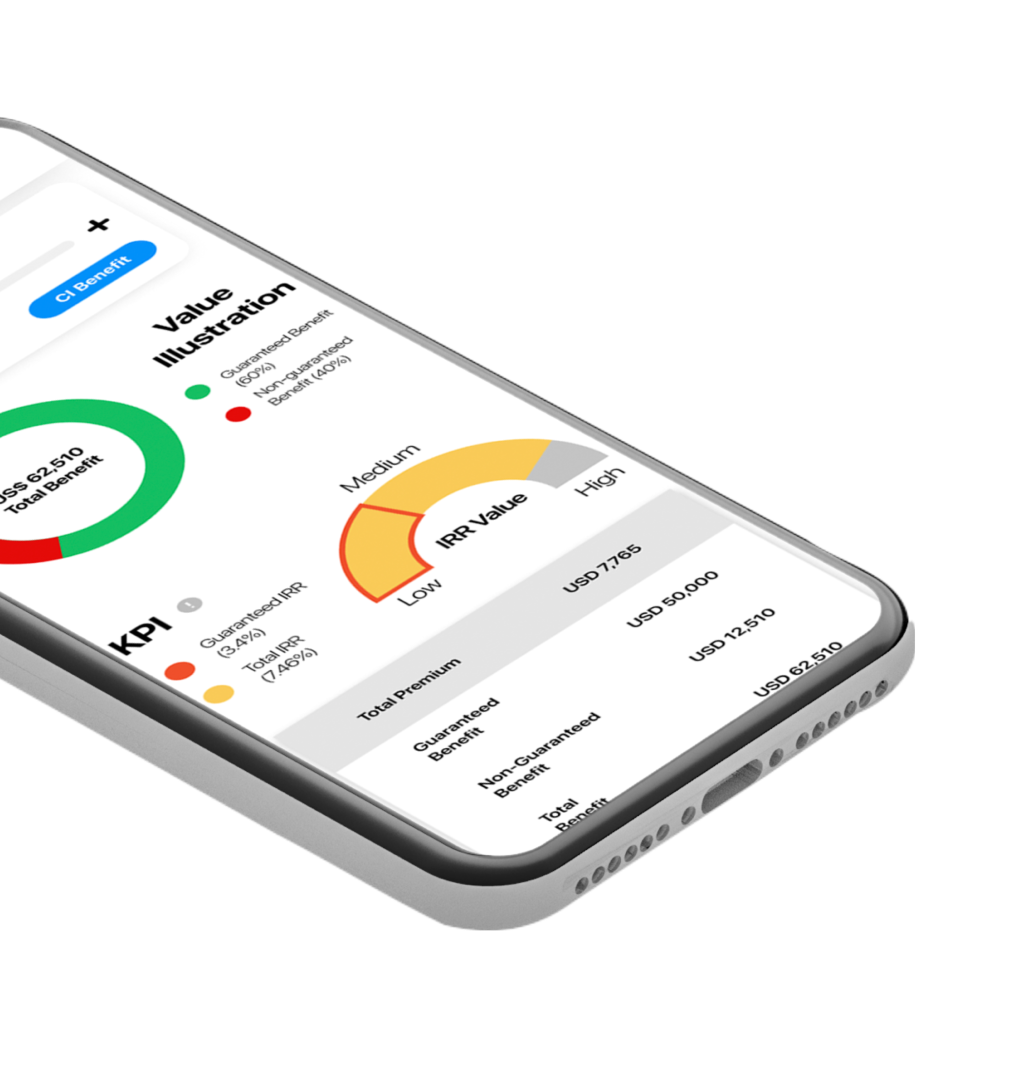 CI Benefit
Value
Illustration
Guaranteed Benefit
(60%)
Non-guaranteed
Benefit (40%)
62,510
Total Benefit
Medium
High
Low
IRR Value
KPI
!
Guaranteed IRR
(3.4%)
Total IRR
(7.46%)
Total Premium USD 7,765
Guaranteed
Benefit
USD 50,000
Non-Guaranteed
Benefit
USD 12,510
Total
Benefit
USD 62,510